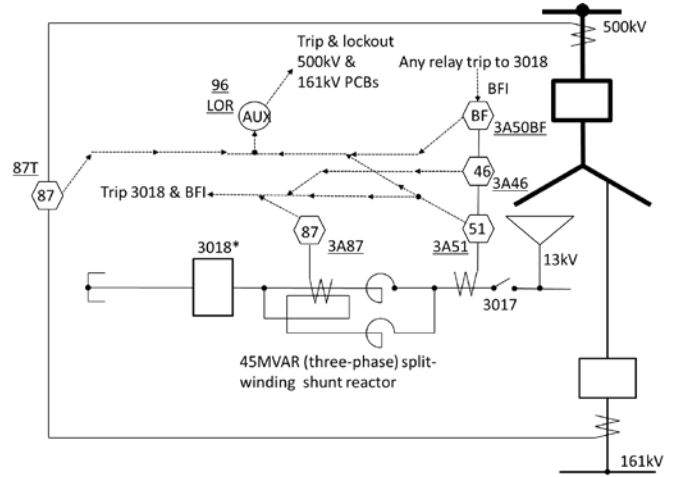 500kV
Trip & lockout
500kV &
161kV PCBs
Any relay trip to 3018
BFI
96
LOR
AUX
BF
3A50BF
87T
87
46
3A46
Trip 3018 & BFI
87
3A87
51
3A51
13kV
3018*
3017
45MVAR (three-phase) split-
winding shunt reactor
161kV